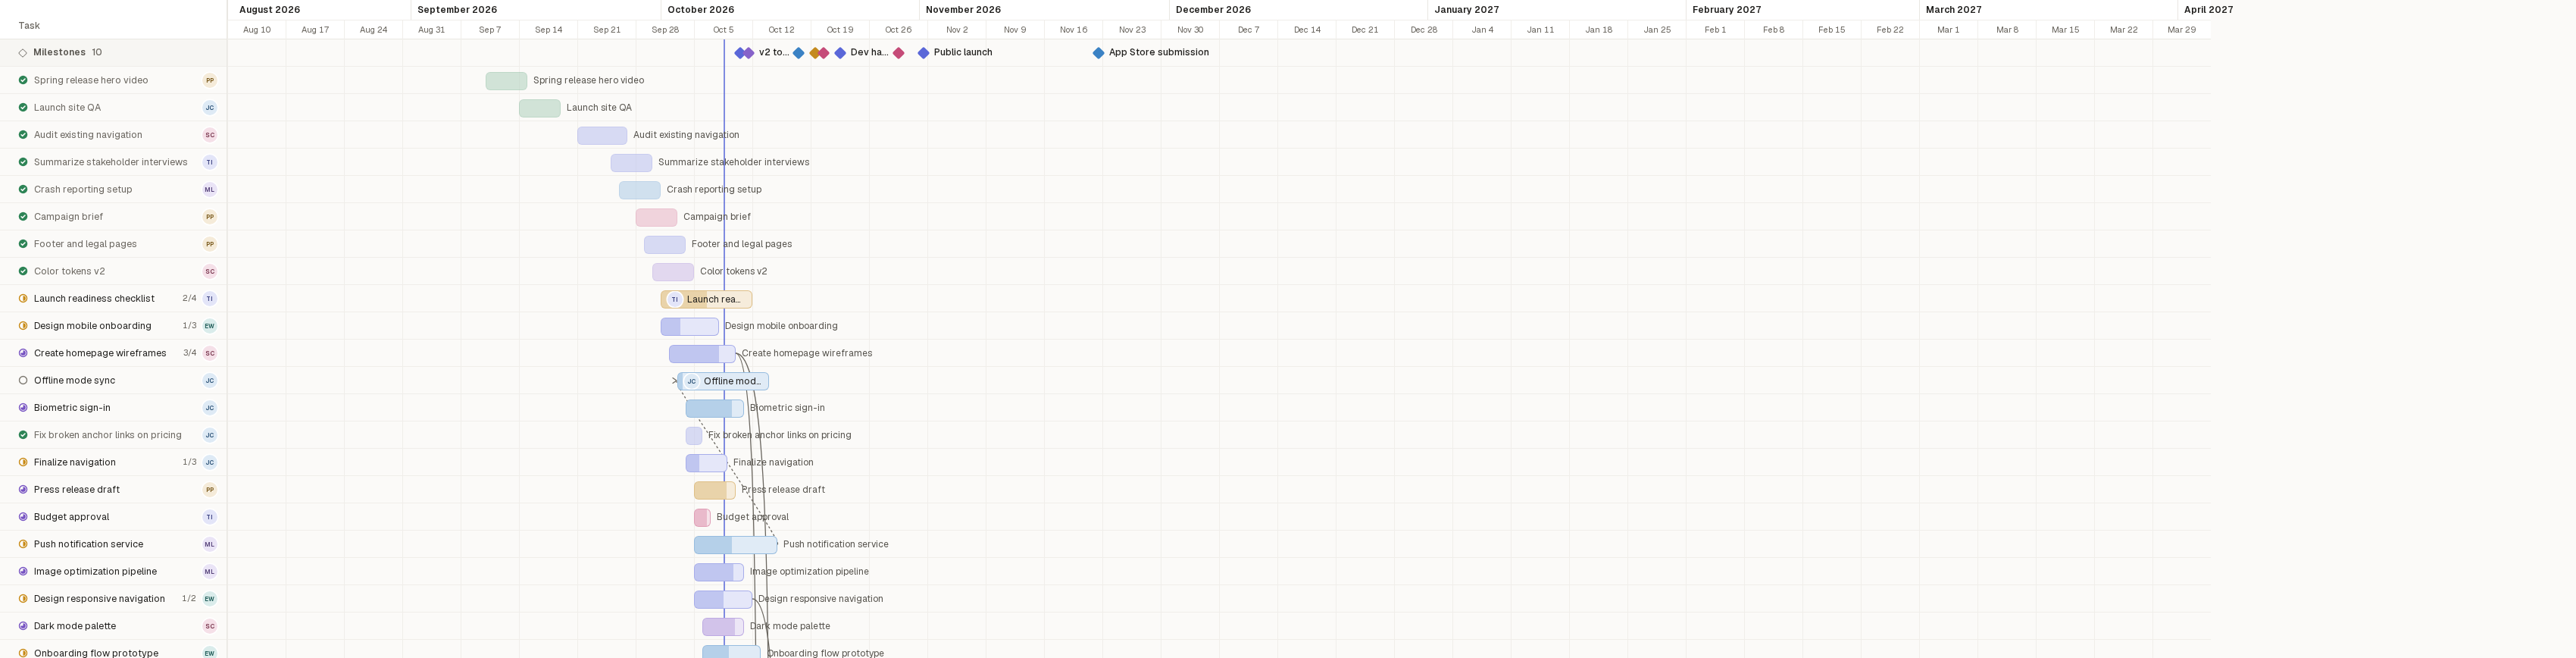 August 2026 September 2026 October 2026 November 2026 December 2026 January 2027 February 2027 March 2027 April 2027
Task
Aug 10 Aug 17 Aug 24 Aug 31 Sep 7 Sep 14 Sep 21 Sep 28 Oct 5 Oct 12 Oct 19 Oct 26 Nov 2 Nov 9 Nov 16 Nov 23 Nov 30 Dec 7 Dec 14 Dec 21 Dec 28 Jan 4 Jan 11 Jan 18 Jan 25 Feb 1 Feb 8 Feb 15 Feb 22 Mar 1 Mar 8 Mar 15 Mar 22 Mar 29
Milestones 10 v2 to... Dev ha... Public launch App Store submission
Spring release hero video PP Spring release hero video
Launch site QA JC Launch site QA
Audit existing navigation SC Audit existing navigation
Summarize stakeholder interviews TI Summarize stakeholder interviews
Crash reporting setup ML Crash reporting setup
Campaign brief PP Campaign brief
Footer and legal pages PP Footer and legal pages
Color tokens v2 SC Color tokens v2
Launch readiness checklist 2/4 TI TI Launch rea...
Design mobile onboarding 1/3 EW Design mobile onboarding
Create homepage wireframes 3/4 SC Create homepage wireframes
Offline mode sync JC JC Offline mod...
Biometric sign-in JC Biometric sign-in
Fix broken anchor links on pricing JC Fix broken anchor links on pricing
Finalize navigation 1/3 JC Finalize navigation
Press release draft PP Press release draft
Budget approval TI Budget approval
Push notification service ML Push notification service
Image optimization pipeline ML Image optimization pipeline
Design responsive navigation 1/2 EW Design responsive navigation
Dark mode palette SC Dark mode palette
Onboarding flow prototype EW Onboarding flow prototype